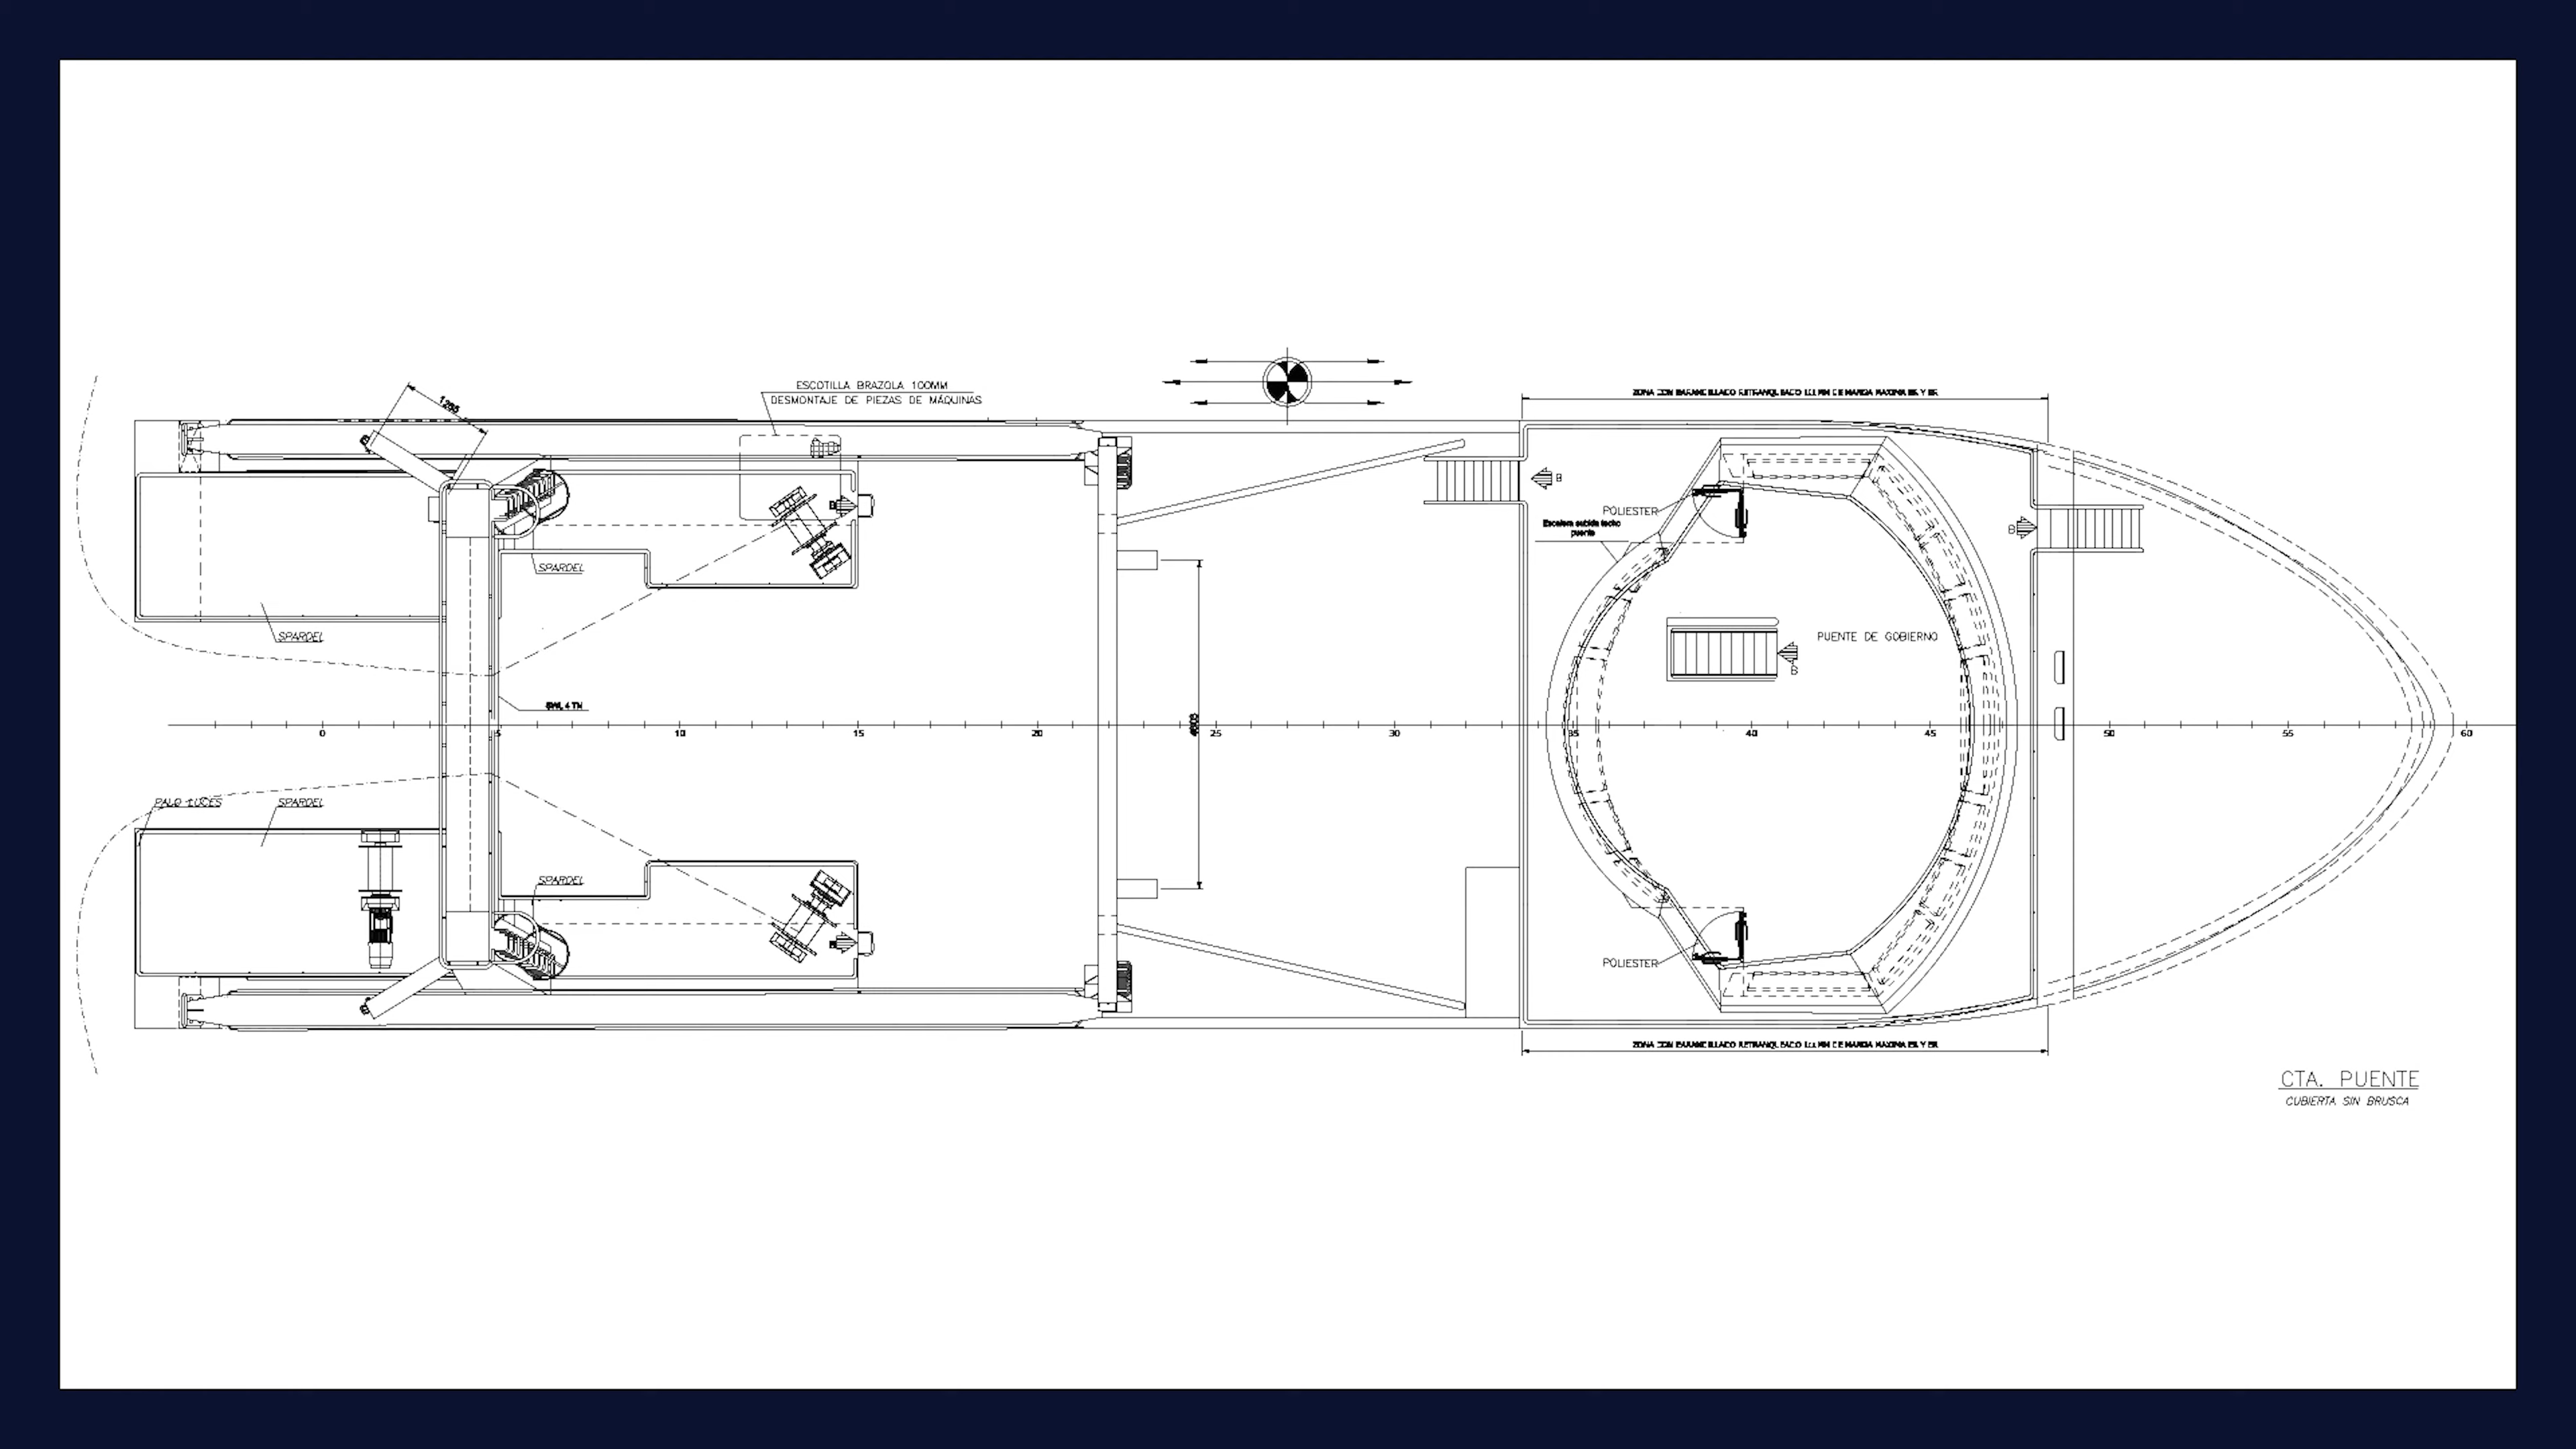 ESCOTILLA BRAZOLA 100MM
DESMONTAJE DE PIEZAS DE MÁQUINAS
1265
POLIESTER
Escalera subida techo
puente
B
B
B
B
SPARDEL
SPARDEL
PUENTE DE GOBIERNO
B
SWL 4 TN
0
5
10
15
20
25
30
35
40
45
50
55
60
PALO LUCES
SPARDEL
SPARDEL
B
POLIESTER
CTA. PUENTE
CUBIERTA SIN BRUSCA